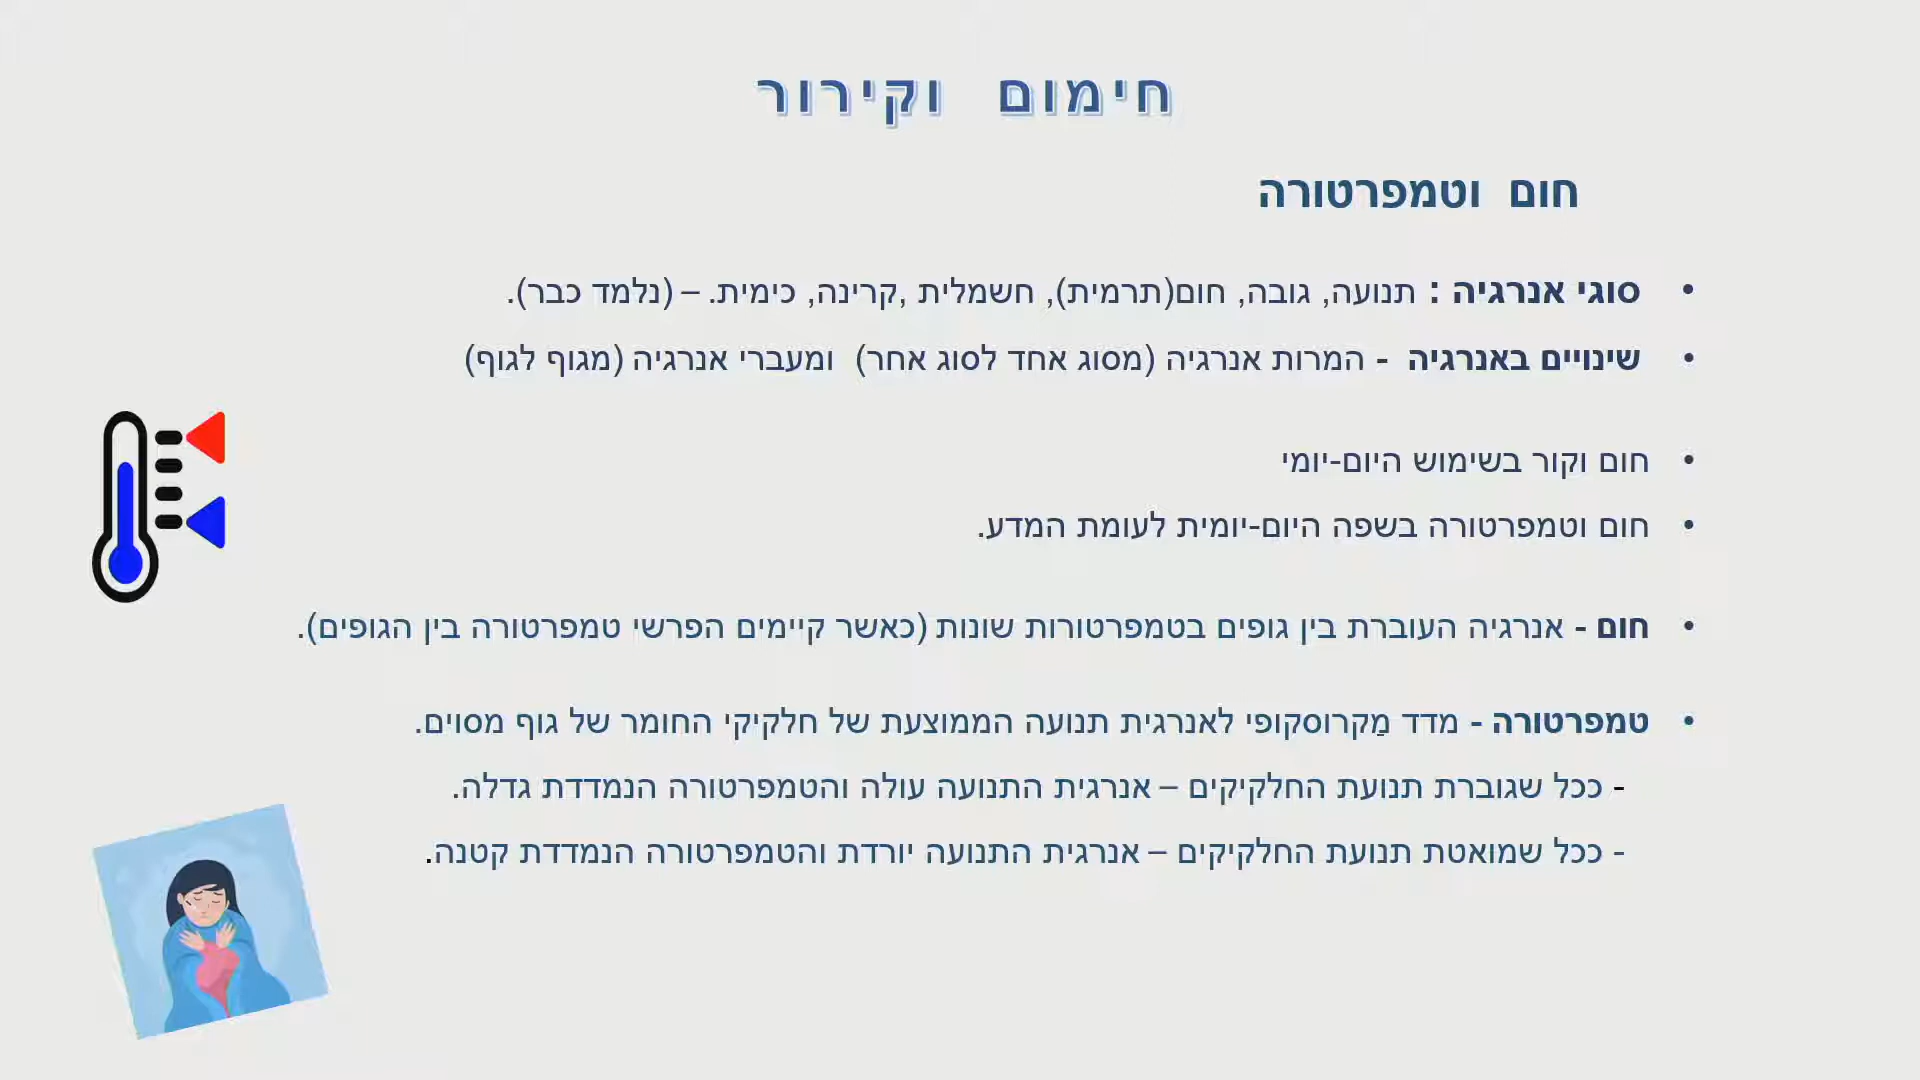 חימום וקירור
חום וטמפרטורה
• סוגי אנרגיה : תנועה, גובה, חום(תרמית), חשמלית ,קרינה, כימית. – (נלמד כבר).
• שינויים באנרגיה - המרות אנרגיה (מסוג אחד לסוג אחר) ומעברי אנרגיה (מגוף לגוף)
• חום וקור בשימוש היום-יומי
• חום וטמפרטורה בשפה היום-יומית לעומת המדע.
• חום - אנרגיה העוברת בין גופים בטמפרטורות שונות (כאשר קיימים הפרשי טמפרטורה בין הגופים).
• טמפרטורה - מדד מַקרוסקופי לאנרגית תנועה הממוצעת של חלקיקי החומר של גוף מסוים.
- ככל שגוברת תנועת החלקיקים – אנרגית התנועה עולה והטמפרטורה הנמדדת גדלה.
- ככל שמואטת תנועת החלקיקים – אנרגית התנועה יורדת והטמפרטורה הנמדדת קטנה.